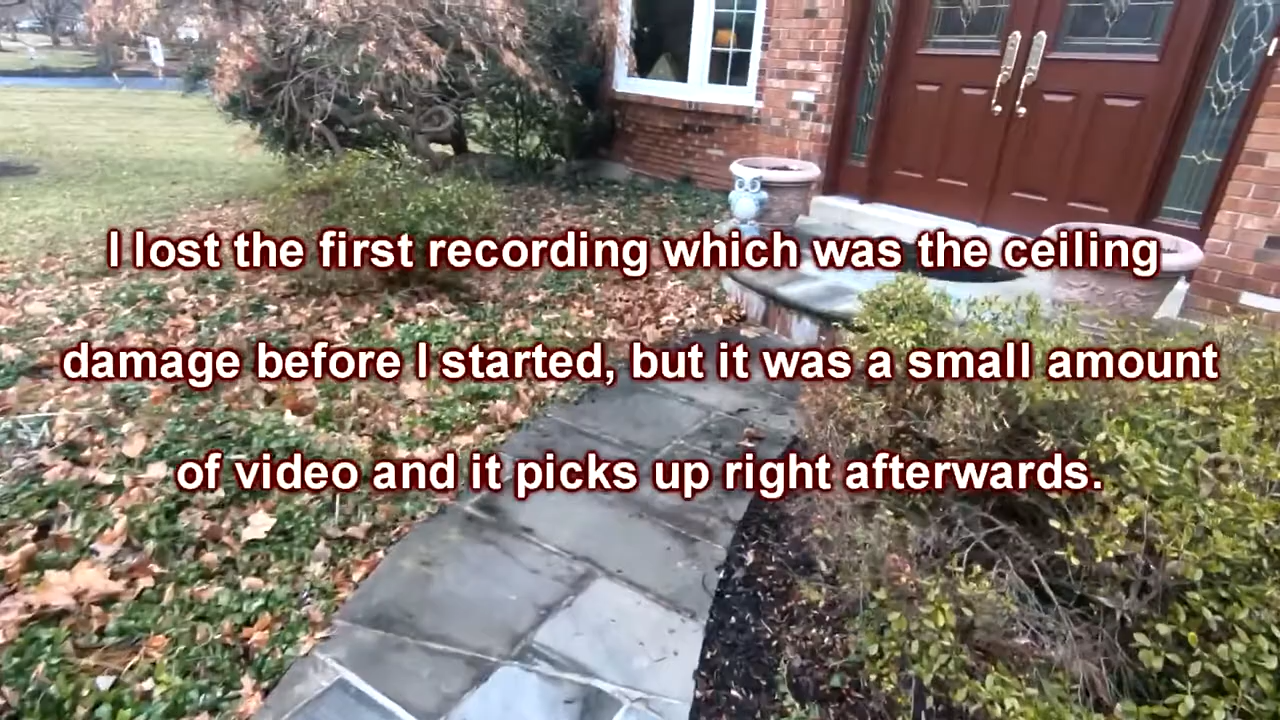 I lost the first recording which was the ceiling
damage before I started, but it was a small amount
of video and it picks up right afterwards.